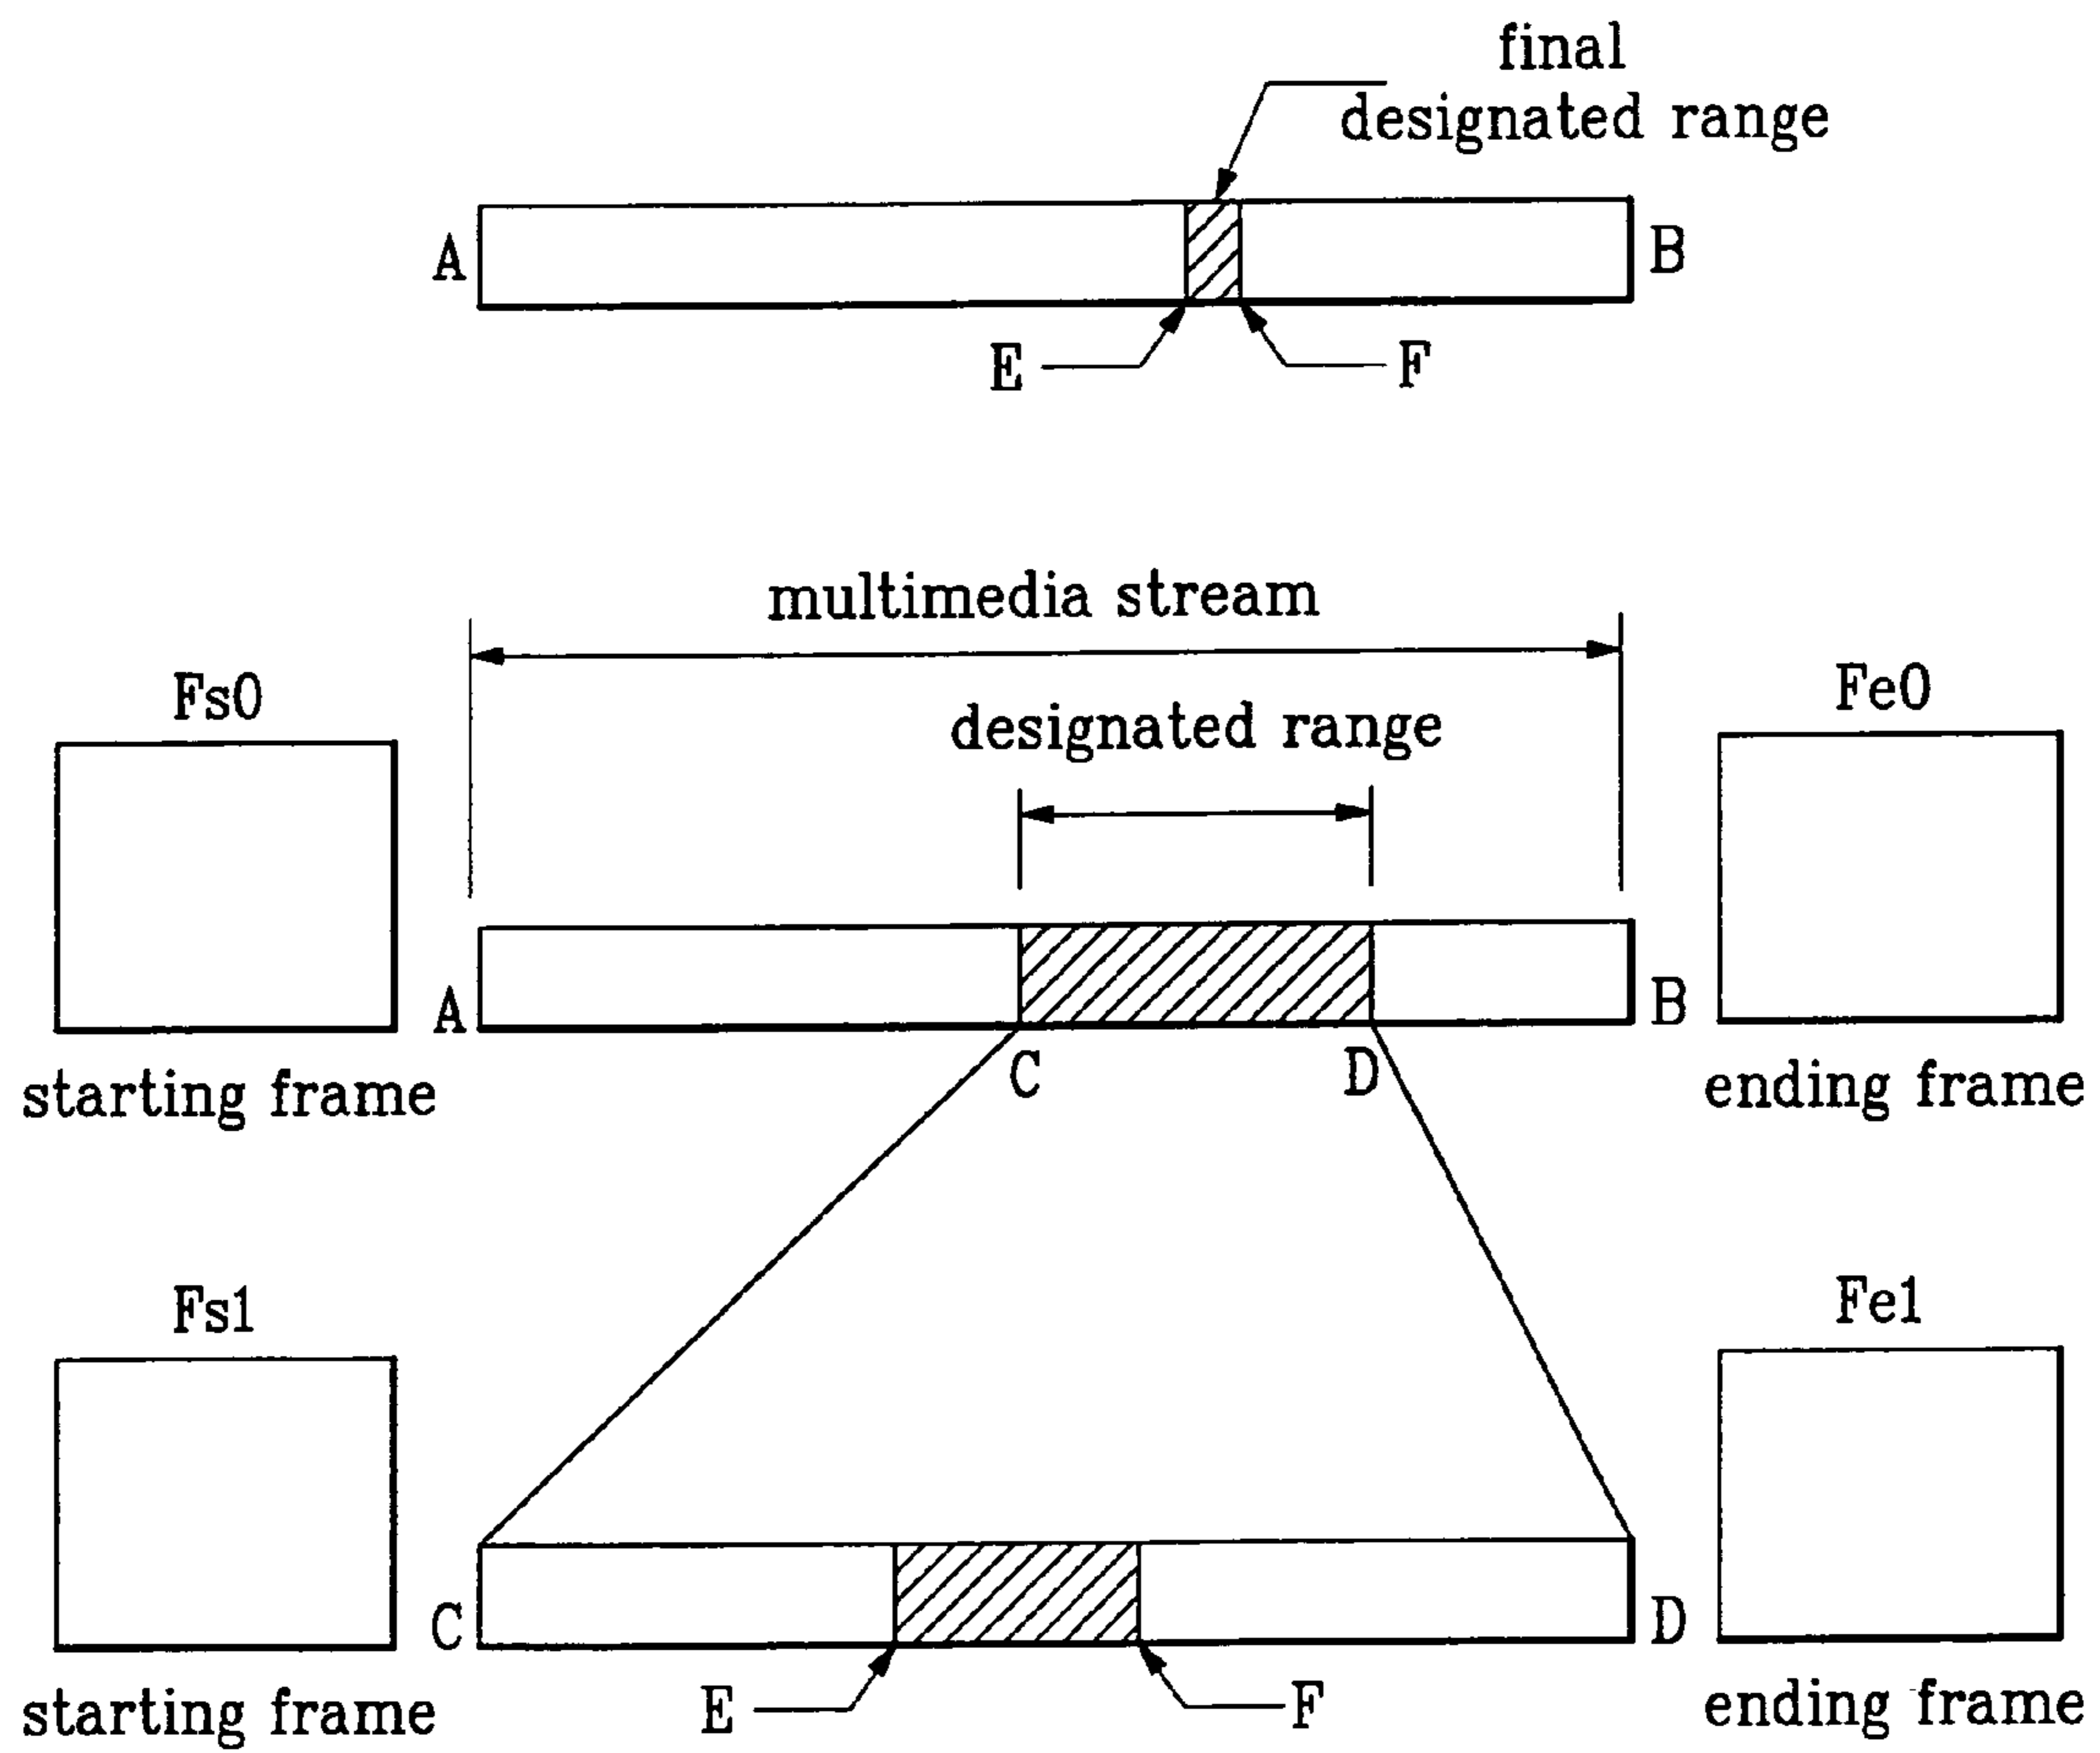 final
designated range
A
B
E
F
multimedia stream
Fs0
Fe0
designated range
A
B
C
D
starting frame
ending frame
Fs1
Fe1
C
D
E
F
starting frame
ending frame